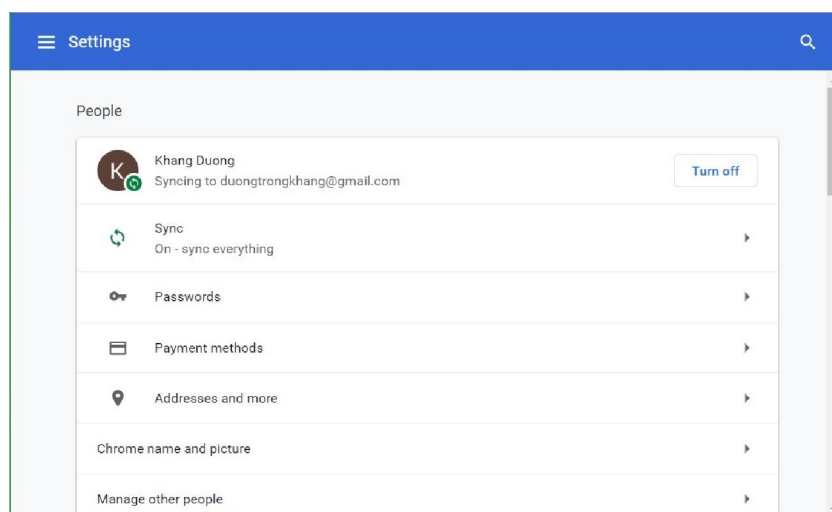 Settings
People
K
Khang Duong
Syncing to duongtrongkhang@gmail.com
Turn off
Sync
On - sync everything
Passwords
Payment methods
Addresses and more
Chrome name and picture
Manage other people